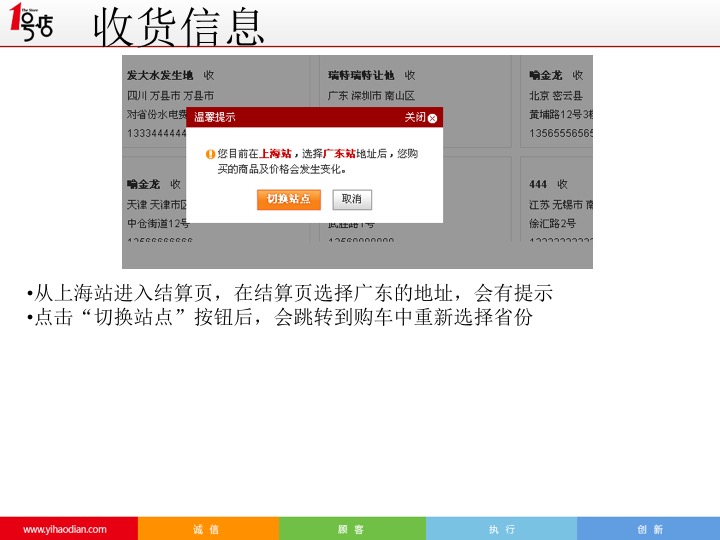 1号店
The Store
收货信息
发大水发生地 收
四川 万县市 万县市
对省份水电费
1333444444
瑞特瑞特让他 收
广东 深圳市 南山区
喻金龙 收
北京 密云县
黄埔路12号3栋
13565556565
温馨提示
关闭
您目前在上海站，选择广东站地址后，您购
买的商品及价格会发生变化。
切换站点
取消
喻金龙 收
天津 天津市区
中仓街道12号
13566666666
武胜路1号
444 收
江苏 无锡市 南
徐汇路2号
•从上海站进入结算页，在结算页选择广东的地址，会有提示
•点击“切换站点”按钮后，会跳转到购车中重新选择省份
www.yihaodian.com
诚 信
顾 客
执 行
创 新